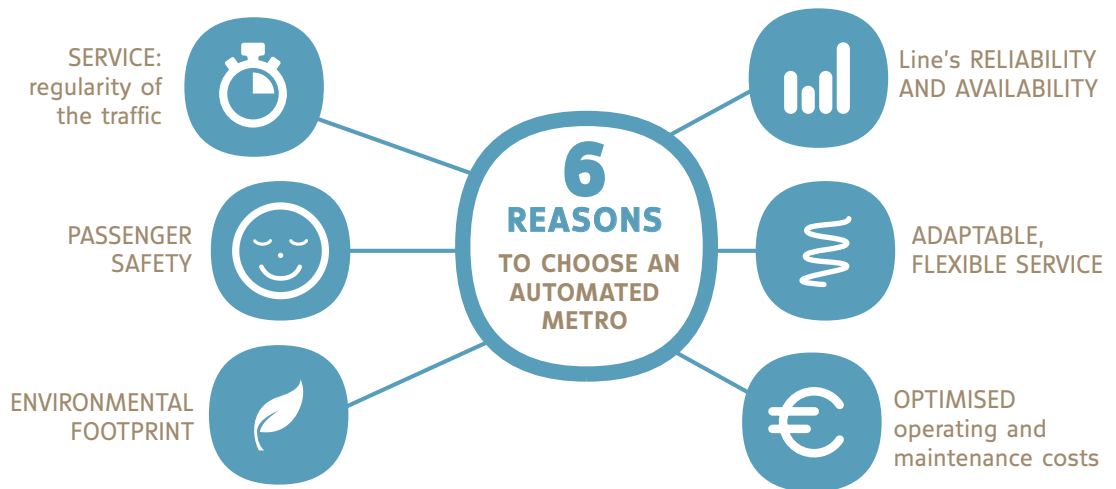 SERVICE:
regularity of
the traffic
Line's RELIABILITY
AND AVAILABILITY
6
REASONS
TO CHOOSE AN
AUTOMATED
METRO
PASSENGER
SAFETY
ADAPTABLE,
FLEXIBLE SERVICE
ENVIRONMENTAL
FOOTPRINT
OPTIMISED
operating and
maintenance costs